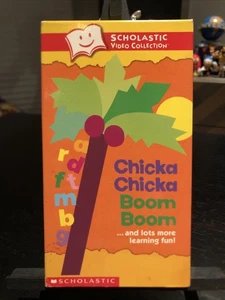 SCHOLASTIC
VIDEO COLLECTION
r
a
d
f
t
m
b
g
Chicka
Chicka
Boom
Boom
...and lots more
learning fun!
SCHOLASTIC